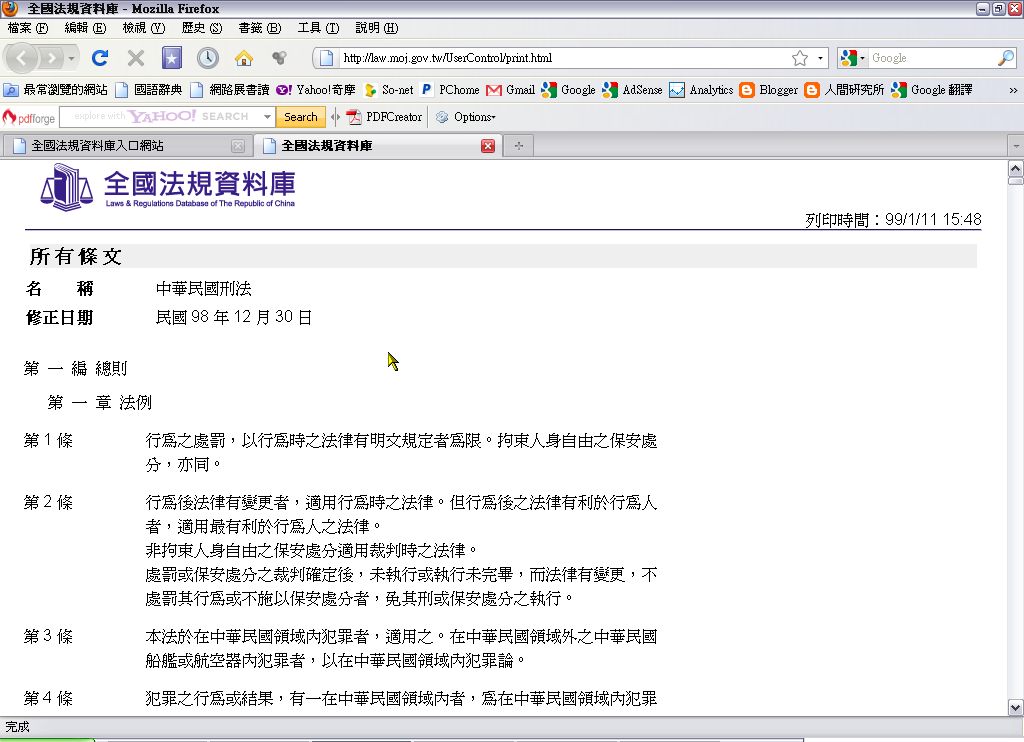 全國法規資料庫 - Mozilla Firefox
檔案 (F) 編輯 (E) 檢視 (V) 歷史 (S) 書籤 (B) 工具 (T) 說明 (H)
http://law.moj.gov.tw/UserControl/print.html
Google
最常瀏覽的網站 國語辭典 網路展書讀 Yahoo!奇摩 So-net PChome Gmail Google AdSense Analytics Blogger 人間研究所 Google 翻譯 »
pdfforge explore with YAHOO! SEARCH Search PDFCreator Options
全國法規資料庫入口網站 全國法規資料庫
全國法規資料庫
Laws & Regulations Database of The Republic of China
列印時間：99/1/11 15:48
所有條文
名 稱 中華民國刑法
修正日期 民國 98 年 12 月 30 日
第 一 編 總則
第 一 章 法例
第 1 條 行為之處罰，以行為時之法律有明文規定者為限。拘束人身自由之保安處
分，亦同。
第 2 條 行為後法律有變更者，適用行為時之法律。但行為後之法律有利於行為人
者，適用最有利於行為人之法律。
非拘束人身自由之保安處分適用裁判時之法律。
處罰或保安處分之裁判確定後，未執行或執行未完畢，而法律有變更，不
處罰其行為或不施以保安處分者，免其刑或保安處分之執行。
第 3 條 本法於在中華民國領域內犯罪者，適用之。在中華民國領域外之中華民國
船艦或航空器內犯罪者，以在中華民國領域內犯罪論。
第 4 條 犯罪之行為或結果，有一在中華民國領域內者，為在中華民國領域內犯罪
完成